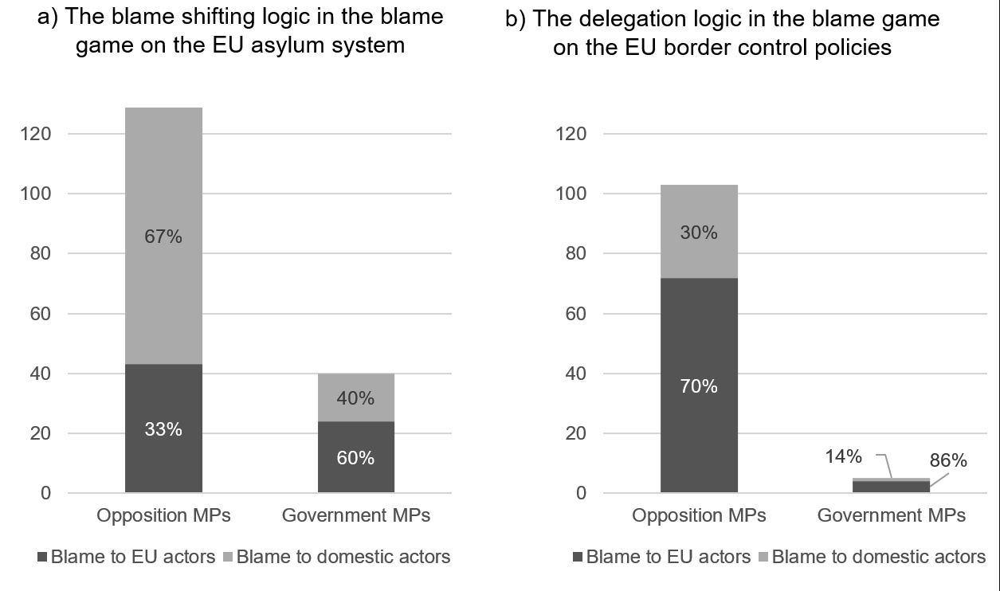 a) The blame shifting logic in the blame
game on the EU asylum system
120
100
80
60
40
20
0
67%
33%
40%
60%
Opposition MPs
Government MPs
Blame to EU actors
Blame to domestic actors
b) The delegation logic in the blame game
on the EU border control policies
120
100
80
60
40
20
0
30%
70%
14%
86%
Opposition MPs
Government MPs
Blame to EU actors
Blame to domestic actors